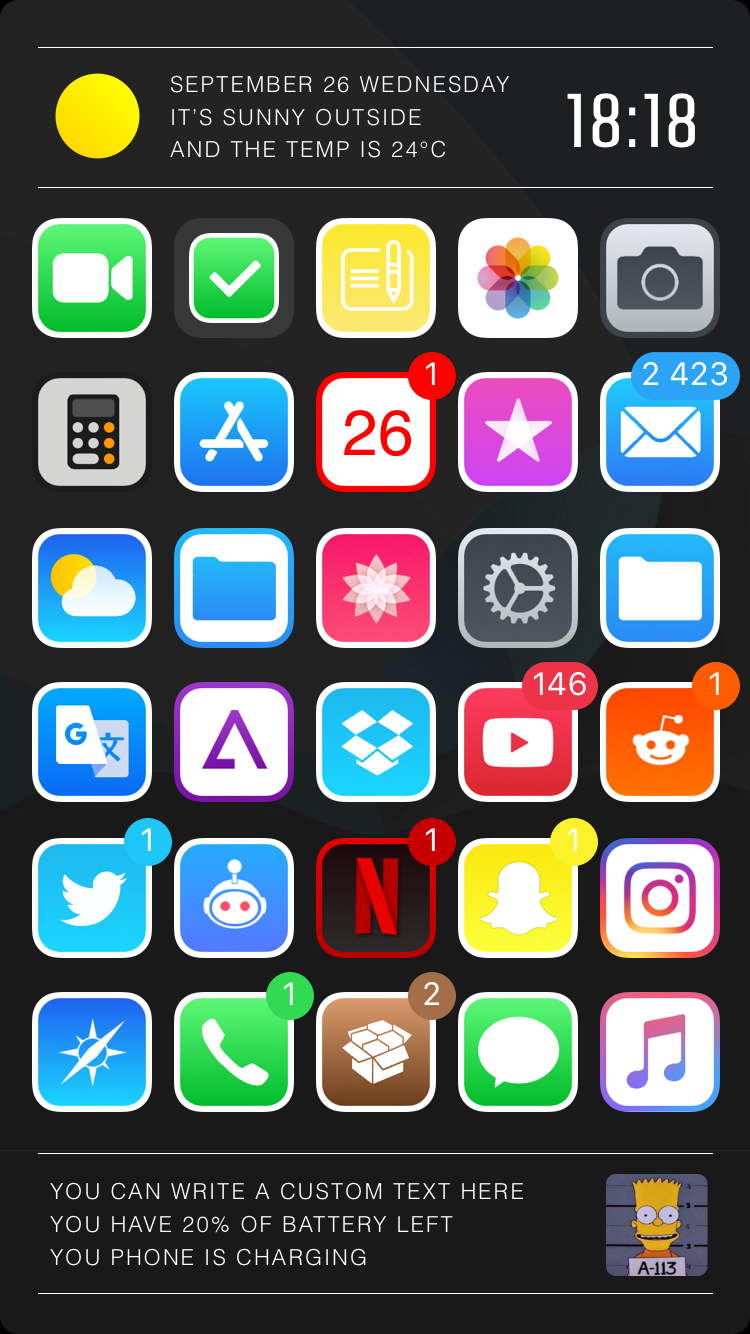 SEPTEMBER 26 WEDNESDAY
IT'S SUNNY OUTSIDE
AND THE TEMP IS 24°C
18:18
1
2 423
26
146
1
G 文
1
1
1
N
1
2
YOU CAN WRITE A CUSTOM TEXT HERE
YOU HAVE 20% OF BATTERY LEFT
YOU PHONE IS CHARGING
A-113